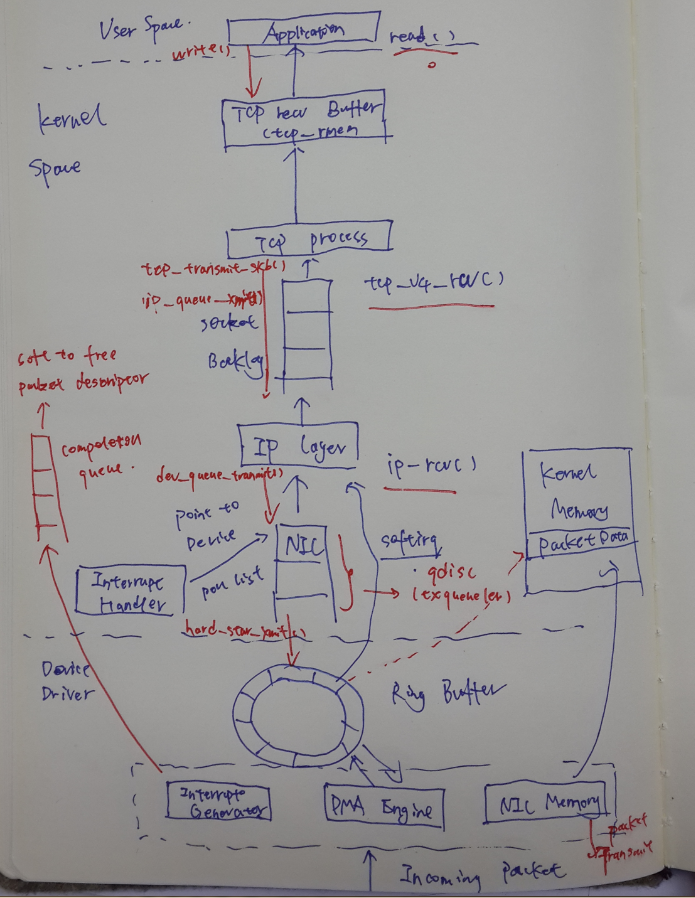 User Space.
Application
write()
read()
Kernel
Space
TCP recv Buffer
(tcp_rmem
TCP process
tcp_transmit_skb()
tcp_v4_rcv()
ip_queue_xmit()
socket
Backlog
safe to free
packet descriptor
completion
queue.
IP Layer
dev_queue_transmit()
ip-rcv()
Kernel
Memory
packet Data
point to
Device
NIC
softirq
qdisc
(txqueuelen)
Interrupt
Handler
poll list
hard_star_xmit()
Device
Driver
Ring Buffer
Interrupt
Generator
DMA Engine
NIC Memory
packet
transmit
Incoming Packet